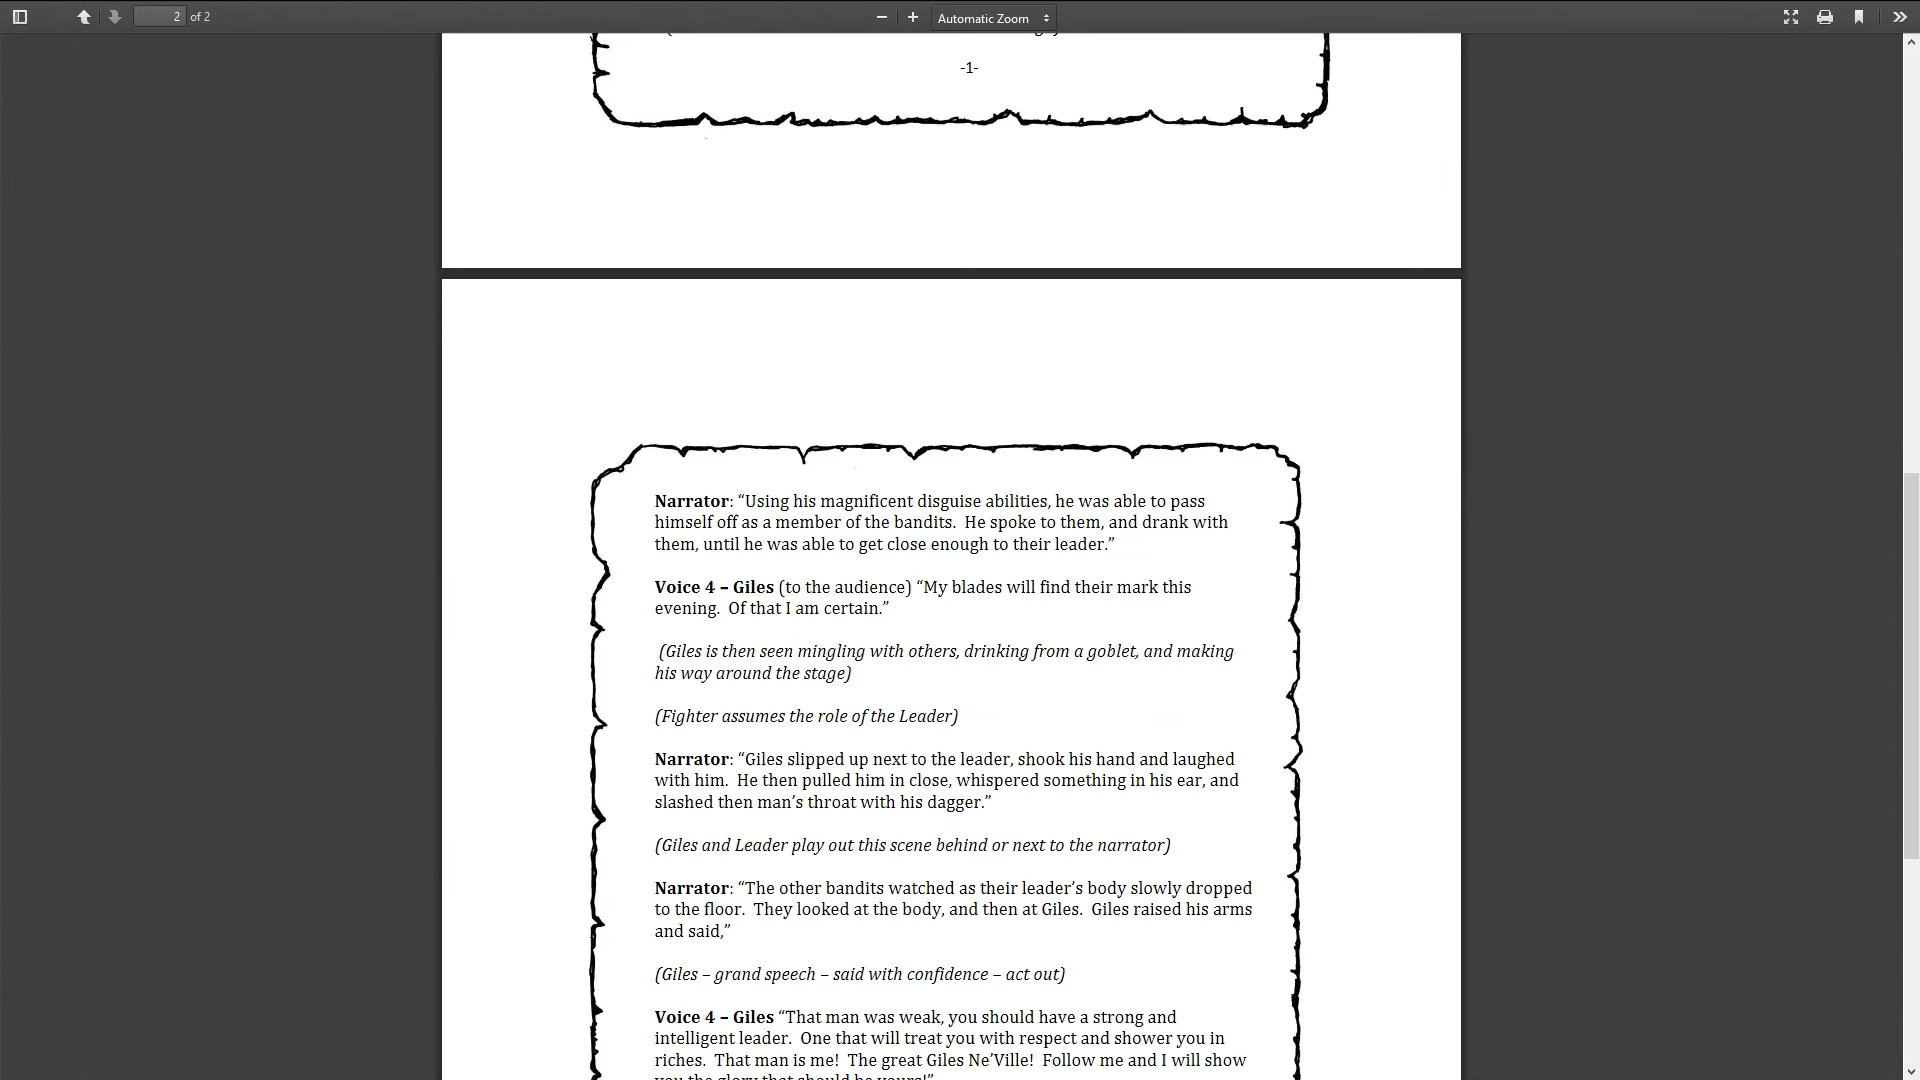 2 of 2
Automatic Zoom
-1-
Narrator: “Using his magnificent disguise abilities, he was able to pass
himself off as a member of the bandits.  He spoke to them, and drank with
them, until he was able to get close enough to their leader.”
Voice 4 – Giles (to the audience) “My blades will find their mark this
evening.  Of that I am certain.”
(Giles is then seen mingling with others, drinking from a goblet, and making
his way around the stage)
(Fighter assumes the role of the Leader)
Narrator: “Giles slipped up next to the leader, shook his hand and laughed
with him.  He then pulled him in close, whispered something in his ear, and
slashed then man’s throat with his dagger.”
(Giles and Leader play out this scene behind or next to the narrator)
Narrator: “The other bandits watched as their leader’s body slowly dropped
to the floor.  They looked at the body, and then at Giles.  Giles raised his arms
and said,”
(Giles – grand speech – said with confidence – act out)
Voice 4 – Giles “That man was weak, you should have a strong and
intelligent leader.  One that will treat you with respect and shower you in
riches.  That man is me!  The great Giles Ne’Ville!  Follow me and I will show
you the glory that should be yours!”